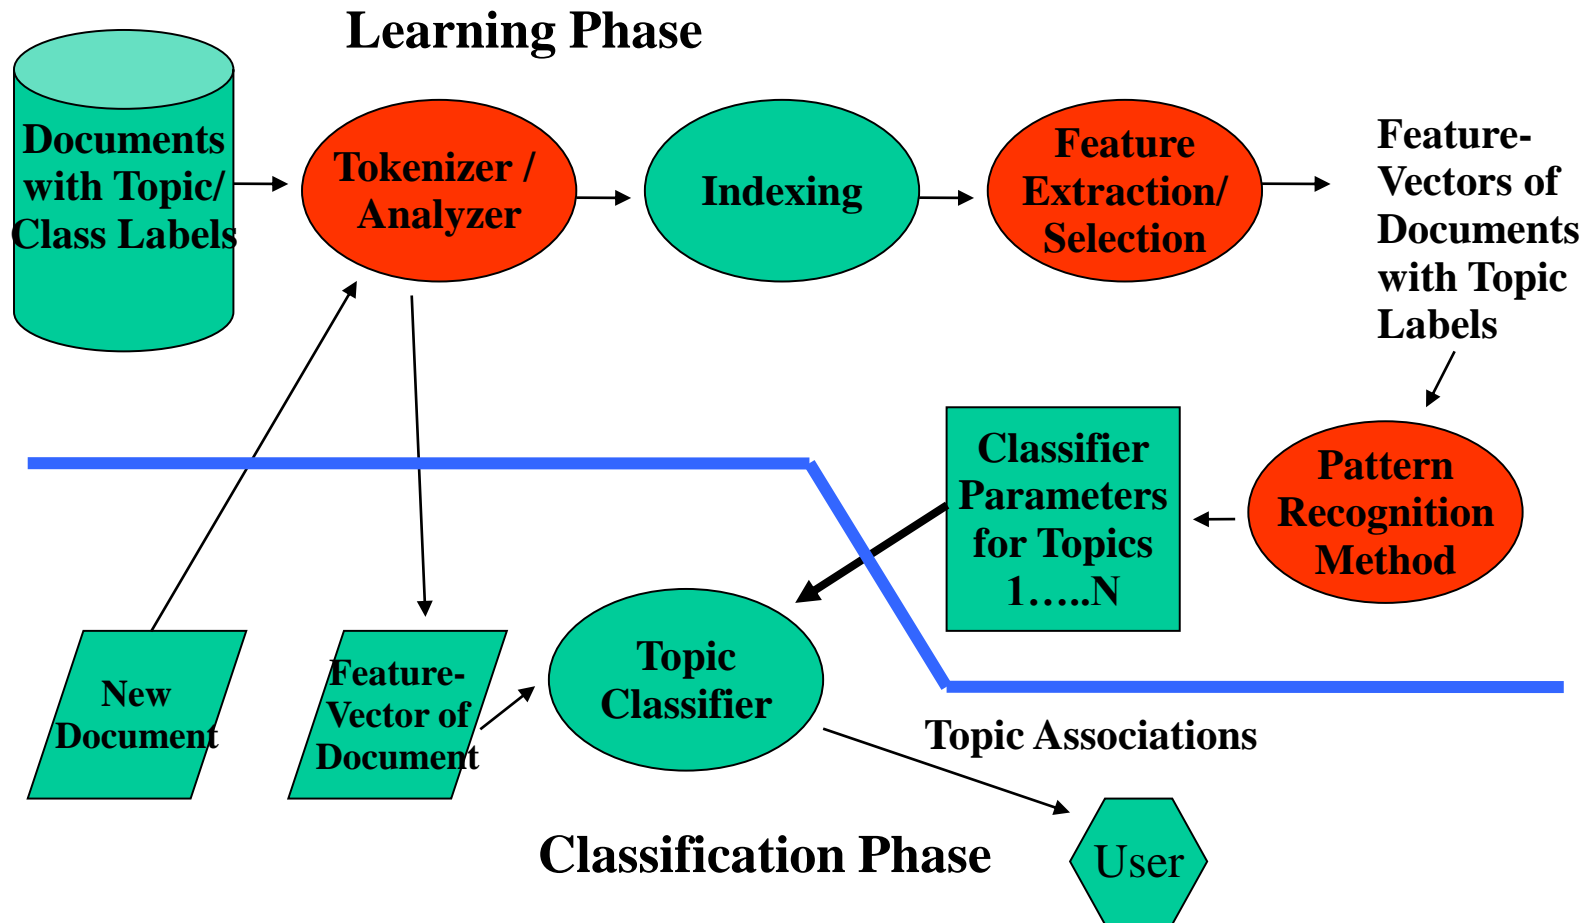 Learning Phase
Documents
with Topic/
Class Labels
Tokenizer /
Analyzer
Indexing
Feature
Extraction/
Selection
Feature-
Vectors of
Documents
with Topic
Labels
Classifier
Parameters
for Topics
1…..N
Pattern
Recognition
Method
New
Document
Feature-
Vector of
Document
Topic
Classifier
Topic Associations
Classification Phase
User